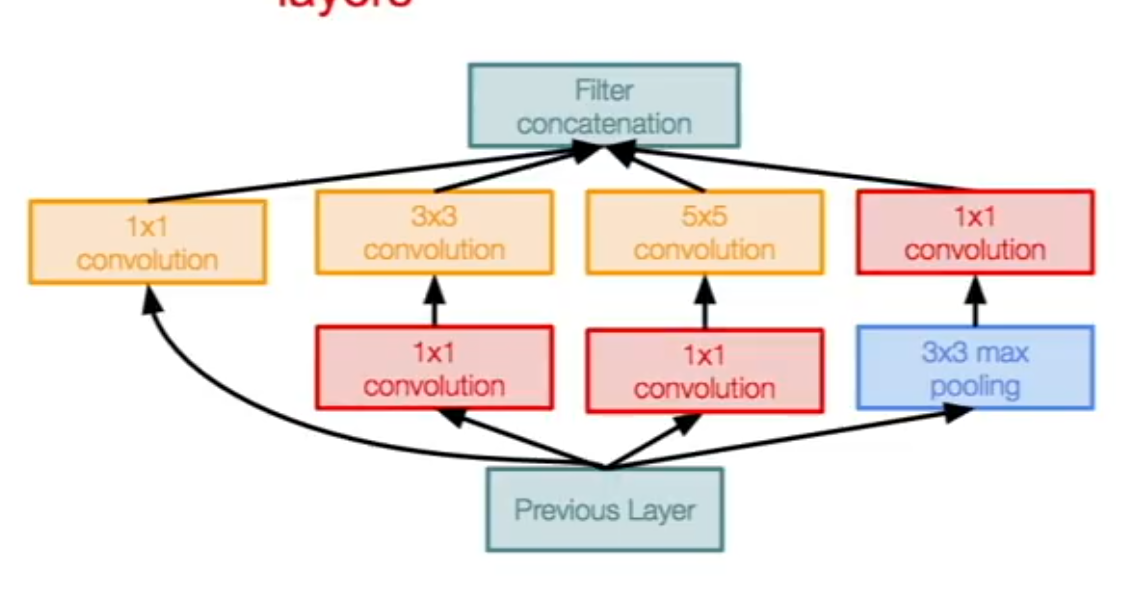 layers
Filter
concatenation
1x1
convolution
3x3
convolution
5x5
convolution
1x1
convolution
1x1
convolution
1x1
convolution
3x3 max
pooling
Previous Layer